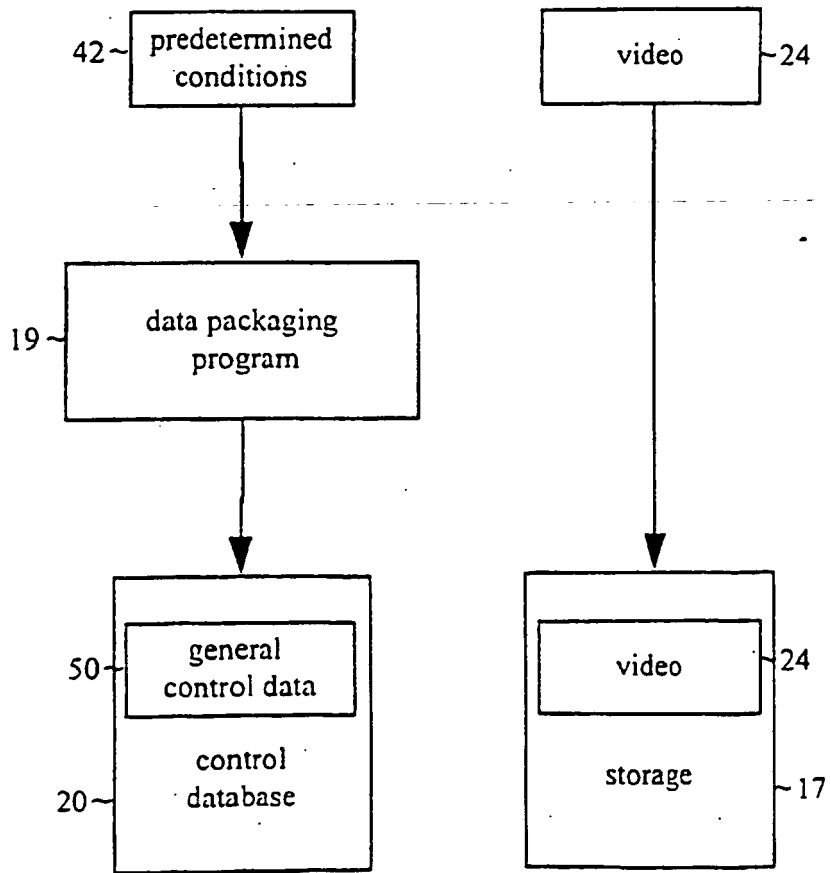 42 predetermined
conditions
video 24
19 data packaging
program
50 general
control data
control
20 database
video 24
storage 17